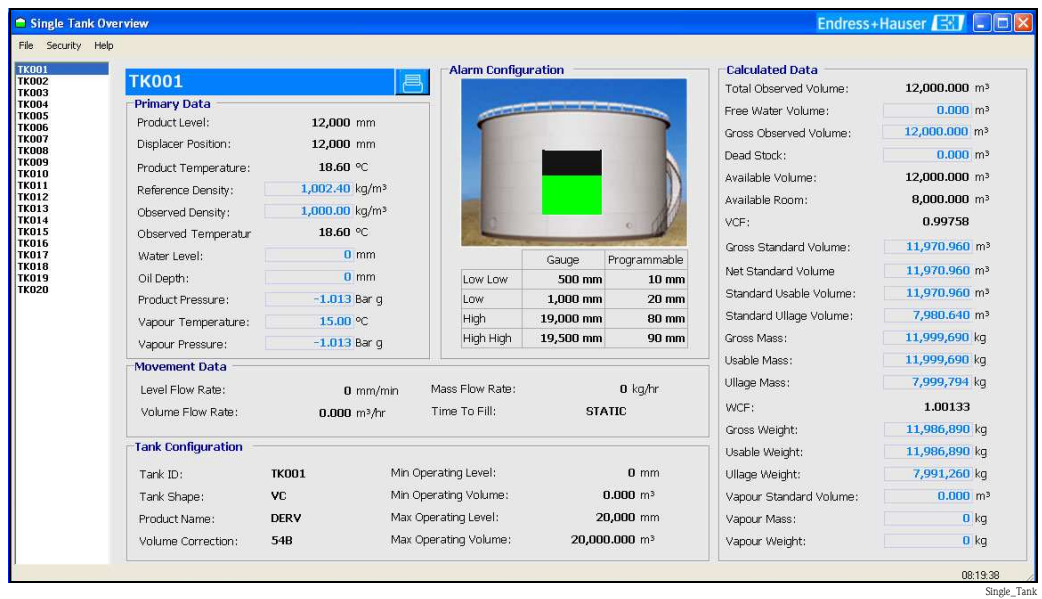 Single Tank Overview
Endress+Hauser EH
File Security Help
TK001
TK002
TK003
TK004
TK005
TK006
TK007
TK008
TK009
TK010
TK011
TK012
TK013
TK014
TK015
TK016
TK017
TK018
TK019
TK020
TK001
Primary Data
Product Level: 12,000 mm
Displacer Position: 12,000 mm
Product Temperature: 18.60 ºC
Reference Density: 1,002.40 kg/m³
Observed Density: 1,000.00 kg/m³
Observed Temperatur 18.60 ºC
Water Level: 0 mm
Oil Depth: 0 mm
Product Pressure: -1.013 Bar g
Vapour Temperature: 15.00 ºC
Vapour Pressure: -1.013 Bar g
Alarm Configuration
Gauge Programmable
Low Low 500 mm 10 mm
Low 1,000 mm 20 mm
High 19,000 mm 80 mm
High High 19,500 mm 90 mm
Movement Data
Level Flow Rate: 0 mm/min Mass Flow Rate: 0 kg/hr
Volume Flow Rate: 0.000 m³/hr Time To Fill: STATIC
Tank Configuration
Tank ID: TK001 Min Operating Level: 0 mm
Tank Shape: VC Min Operating Volume: 0.000 m³
Product Name: DERV Max Operating Level: 20,000 mm
Volume Correction: 54B Max Operating Volume: 20,000.000 m³
Calculated Data
Total Observed Volume: 12,000.000 m³
Free Water Volume: 0.000 m³
Gross Observed Volume: 12,000.000 m³
Dead Stock: 0.000 m³
Available Volume: 12,000.000 m³
Available Room: 8,000.000 m³
VCF: 0.99758
Gross Standard Volume: 11,970.960 m³
Net Standard Volume 11,970.960 m³
Standard Usable Volume: 11,970.960 m³
Standard Ullage Volume: 7,980.640 m³
Gross Mass: 11,999,690 kg
Usable Mass: 11,999,690 kg
Ullage Mass: 7,999,794 kg
WCF: 1.00133
Gross Weight: 11,986,890 kg
Usable Weight: 11,986,890 kg
Ullage Weight: 7,991,260 kg
Vapour Standard Volume: 0.000 m³
Vapour Mass: 0 kg
Vapour Weight: 0 kg
08:19:38
Single_Tank